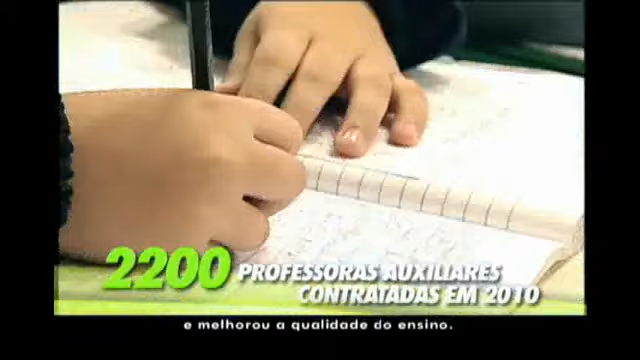 2200 PROFESSORAS AUXILIARES
CONTRATADAS EM 2010
e melhorou a qualidade do ensino.